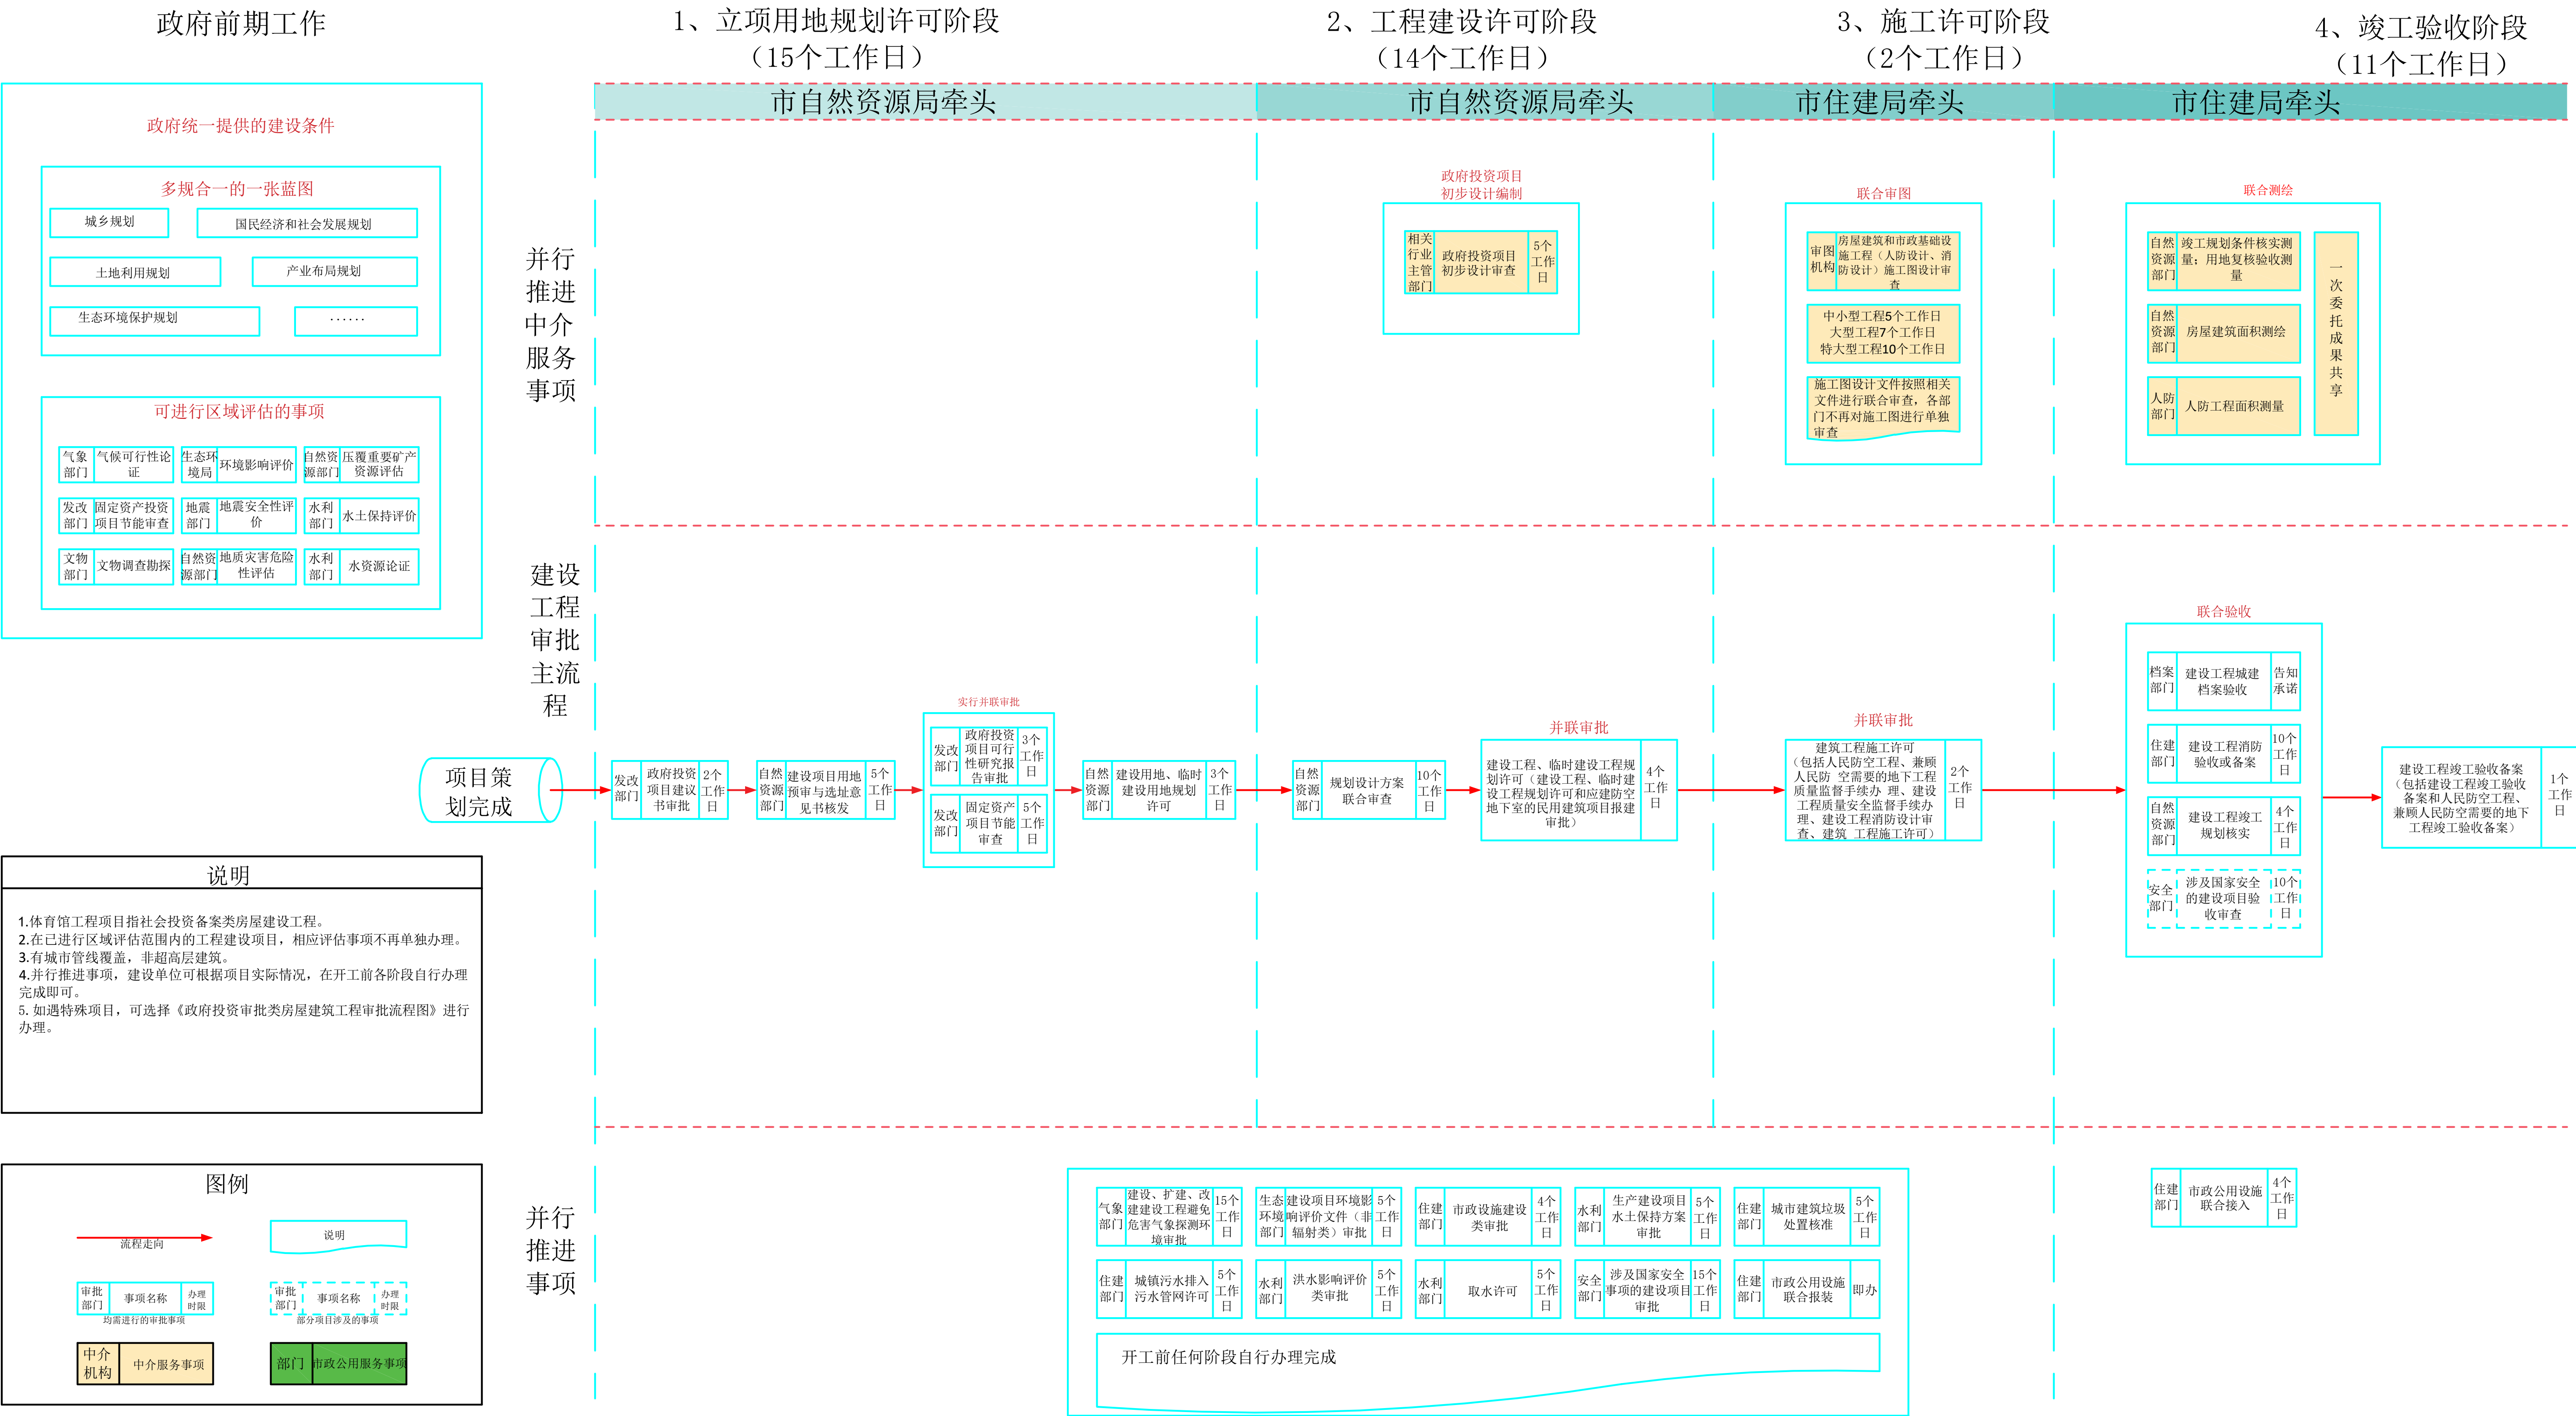 政府前期工作
1、立项用地规划许可阶段
（15个工作日）
2、工程建设许可阶段
（14个工作日）
3、施工许可阶段
（2个工作日）
4、竣工验收阶段
（11个工作日）
市自然资源局牵头
市自然资源局牵头
市住建局牵头
市住建局牵头
政府统一提供的建设条件
多规合一的一张蓝图
城乡规划
国民经济和社会发展规划
土地利用规划
产业布局规划
生态环境保护规划
······
可进行区域评估的事项
气象
部门
气候可行性论
证
生态环
境局
环境影响评价
自然资
源部门
压覆重要矿产
资源评估
发改
部门
固定资产投资
项目节能审查
地震
部门
地震安全性评
价
水利
部门
水土保持评价
文物
部门
文物调查勘探
自然资
源部门
地质灾害危险
性评估
水利
部门
水资源论证
并行
推进
中介
服务
事项
政府投资项目
初步设计编制
相关
行业
主管
部门
政府投资项目
初步设计审查
5个
工作
日
联合审图
审图
机构
房屋建筑和市政基础设
施工程（人防设计、消
防设计）施工图设计审
查
中小型工程5个工作日
大型工程7个工作日
特大型工程10个工作日
施工图设计文件按照相关
文件进行联合审查，各部
门不再对施工图进行单独
审查
联合测绘
自然
资源
部门
竣工规划条件核实测
量；用地复核验收测
量
自然
资源
部门
房屋建筑面积测绘
人防
部门
人防工程面积测量
一
次
委
托
成
果
共
享
建设
工程
审批
主流
程
项目策
划完成
发改
部门
政府投资
项目建议
书审批
2个
工作
日
自然
资源
部门
建设项目用地
预审与选址意
见书核发
5个
工作
日
实行并联审批
发改
部门
政府投资
项目可行
性研究报
告审批
3个
工作
日
发改
部门
固定资产
项目节能
审查
5个
工作
日
自然
资源
部门
建设用地、临时
建设用地规划
许可
3个
工作
日
自然
资源
部门
规划设计方案
联合审查
10个
工作
日
并联审批
建设工程、临时建设工程规
划许可（建设工程、临时建
设工程规划许可和应建防空
地下室的民用建筑项目报建
审批）
4个
工作
日
并联审批
建筑工程施工许可
（包括人民防空工程、兼顾
人民防 空需要的地下工程
质量监督手续办 理、建设
工程质量安全监督手续办
理、建设工程消防设计审
查、建筑 工程施工许可）
2个
工作
日
联合验收
档案
部门
建设工程城建
档案验收
告知
承诺
住建
部门
建设工程消防
验收或备案
10个
工作
日
自然
资源
部门
建设工程竣工
规划核实
4个
工作
日
安全
部门
涉及国家安全
的建设项目验
收审查
10个
工作
日
建设工程竣工验收备案
（包括建设工程竣工验收
备案和人民防空工程、
兼顾人民防空需要的地下
工程竣工验收备案）
1个
工作
日
说明
1.体育馆工程项目指社会投资备案类房屋建设工程。
2.在已进行区域评估范围内的工程建设项目，相应评估事项不再单独办理。
3.有城市管线覆盖，非超高层建筑。
4.并行推进事项，建设单位可根据项目实际情况，在开工前各阶段自行办理
完成即可。
5.如遇特殊项目，可选择《政府投资审批类房屋建筑工程审批流程图》进行
办理。
图例
流程走向
说明
审批
部门
事项名称
办理
时限
均需进行的审批事项
审批
部门
事项名称
办理
时限
部分项目涉及的事项
中介
机构
中介服务事项
部门
市政公用服务事项
并行
推进
事项
气象
部门
建设、扩建、改
建建设工程避免
危害气象探测环
境审批
15个
工作
日
生态
环境
部门
建设项目环境影
响评价文件（非
辐射类）审批
5个
工作
日
住建
部门
市政设施建设
类审批
4个
工作
日
水利
部门
生产建设项目
水土保持方案
审批
5个
工作
日
住建
部门
城市建筑垃圾
处置核准
5个
工作
日
住建
部门
城镇污水排入
污水管网许可
5个
工作
日
水利
部门
洪水影响评价
类审批
5个
工作
日
水利
部门
取水许可
5个
工作
日
安全
部门
涉及国家安全
事项的建设项目
审批
15个
工作
日
住建
部门
市政公用设施
联合报装
即办
开工前任何阶段自行办理完成
住建
部门
市政公用设施
联合接入
4个
工作
日